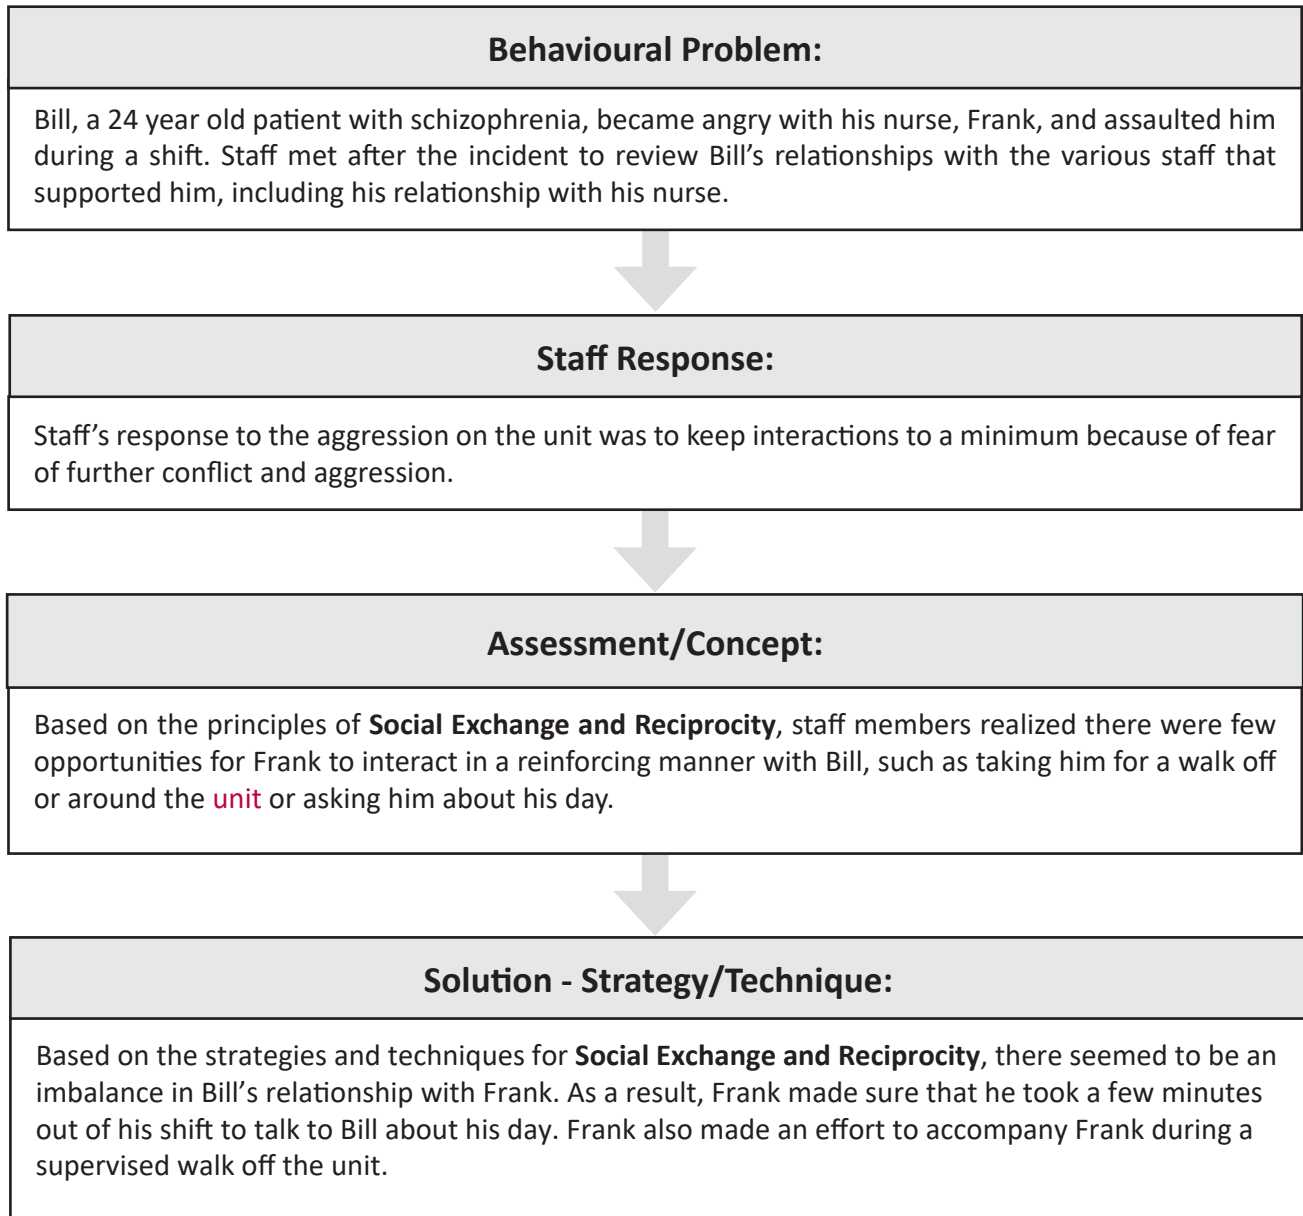 Behavioural Problem:
Bill, a 24 year old patient with schizophrenia, became angry with his nurse, Frank, and assaulted him
during a shift. Staff met after the incident to review Bill's relationships with the various staff that
supported him, including his relationship with his nurse.
Staff Response:
Staff's response to the aggression on the unit was to keep interactions to a minimum because of fear
of further conflict and aggression.
Assessment/Concept:
Based on the principles of Social Exchange and Reciprocity, staff members realized there were few
opportunities for Frank to interact in a reinforcing manner with Bill, such as taking him for a walk off
or around the unit or asking him about his day.
Solution - Strategy/Technique:
Based on the strategies and techniques for Social Exchange and Reciprocity, there seemed to be an
imbalance in Bill's relationship with Frank. As a result, Frank made sure that he took a few minutes
out of his shift to talk to Bill about his day. Frank also made an effort to accompany Frank during a
supervised walk off the unit.